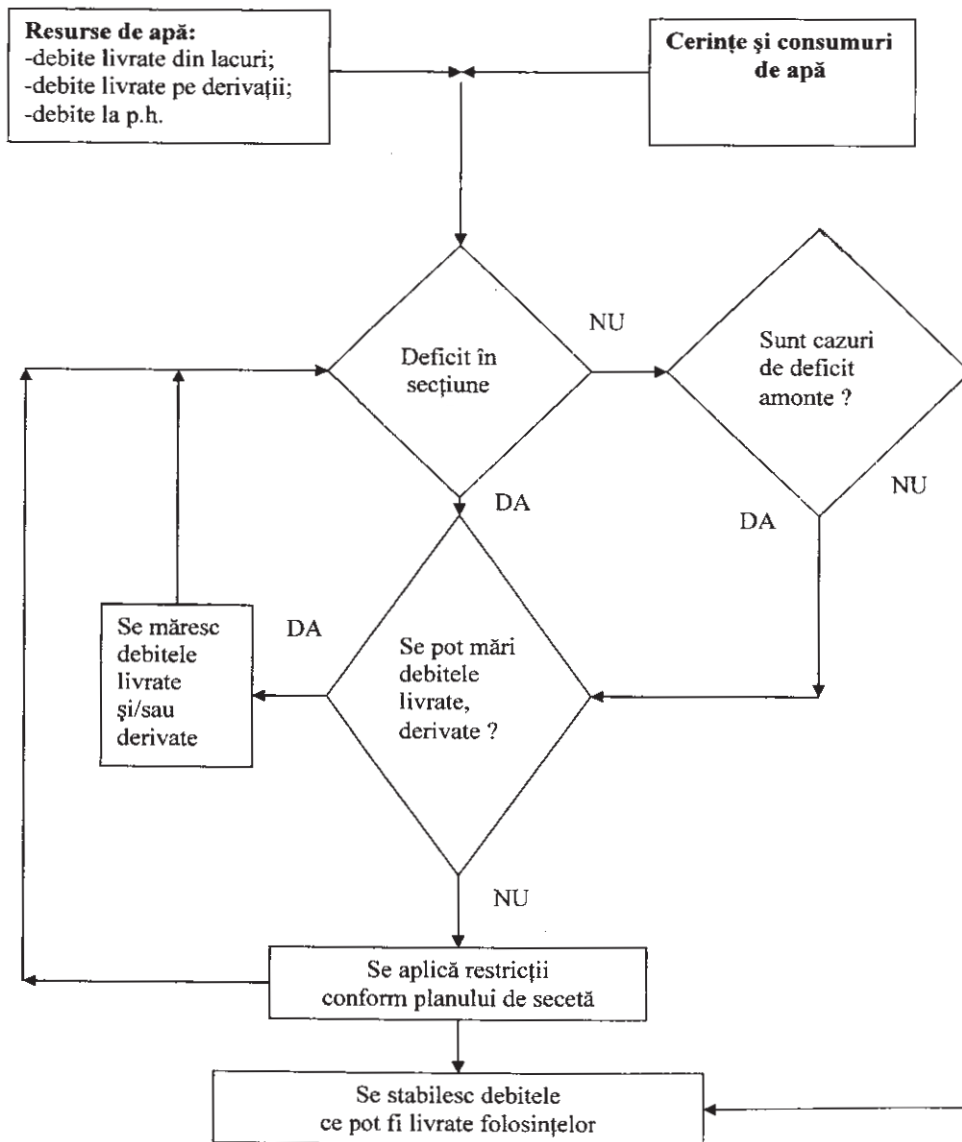 Resurse de apă:
-debite livrate din lacuri;
-debite livrate pe derivații;
-debite la p.h.
Cerințe și consumuri
de apă
Deficit în
secțiune
NU
Sunt cazuri
de deficit
amonte ?
DA
NU
DA
Se măresc
debitele
livrate
și/sau
derivate
DA
Se pot mări
debitele
livrate,
derivate ?
NU
Se aplică restricții
conform planului de secetă
Se stabilesc debitele
ce pot fi livrate folosințelor